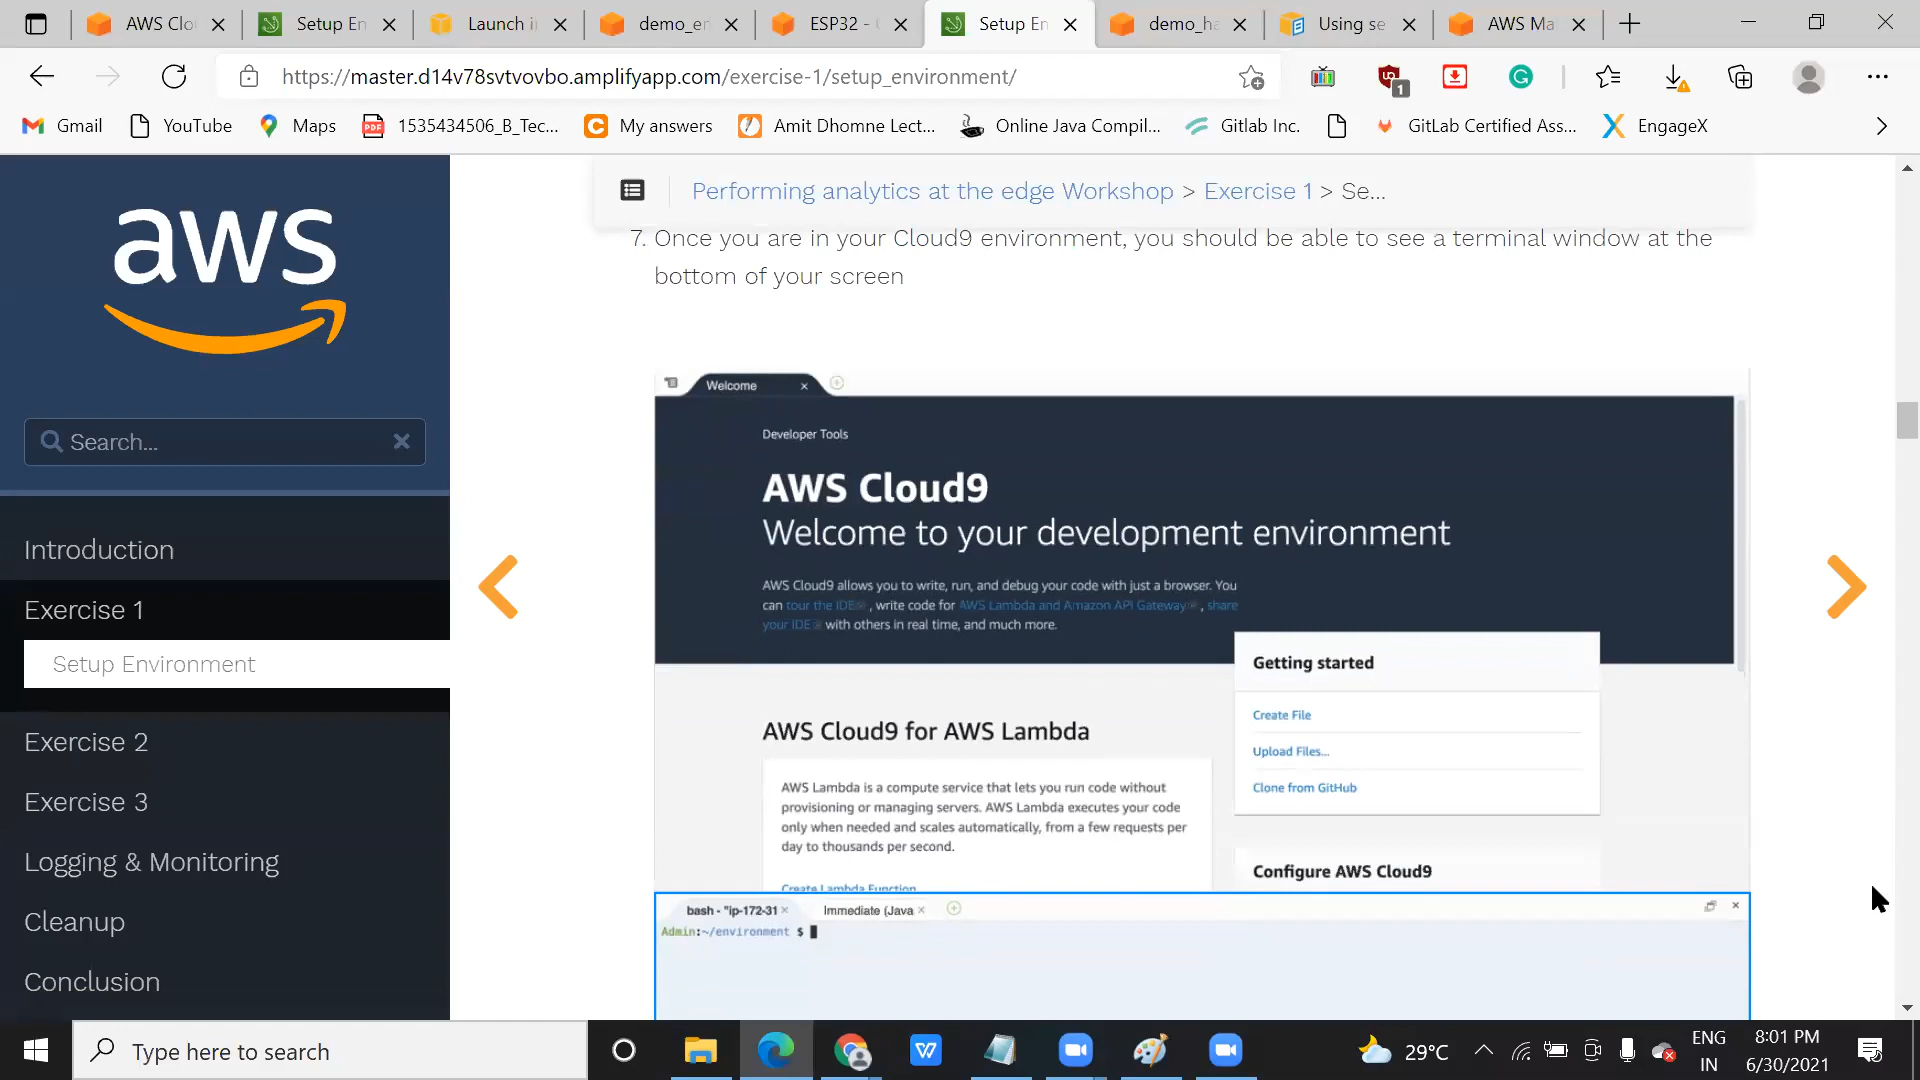 AWS Clo
Setup En
Launch i
demo_en
ESP32 -
Setup En
demo_ha
Using se
AWS Ma
https://master.d14v78svtvovbo.amplifyapp.com/exercise-1/setup_environment/
1
Gmail
YouTube
Maps
PDF
1535434506_B_Tec...
My answers
Amit Dhomne Lect...
Online Java Compil...
Gitlab Inc.
GitLab Certified Ass...
EngageX
aws
Search...
Introduction
Exercise 1
Setup Environment
Exercise 2
Exercise 3
Logging & Monitoring
Cleanup
Conclusion
Performing analytics at the edge Workshop > Exercise 1 > Se...
7. Once you are in your Cloud9 environment, you should be able to see a terminal window at the
bottom of your screen
Welcome
Developer Tools
AWS Cloud9
Welcome to your development environment
AWS Cloud9 allows you to write, run, and debug your code with just a browser. You
can tour the IDE , write code for AWS Lambda and Amazon API Gateway , share
your IDE with others in real time, and much more.
Getting started
Create File
Upload Files...
Clone from GitHub
AWS Cloud9 for AWS Lambda
AWS Lambda is a compute service that lets you run code without
provisioning or managing servers. AWS Lambda executes your code
only when needed and scales automatically, from a few requests per
day to thousands per second.
Create Lambda Function
Configure AWS Cloud9
bash - "ip-172-31
Immediate (Java
Admin:~/environment $
Type here to search
29°C
ENG
IN
8:01 PM
6/30/2021